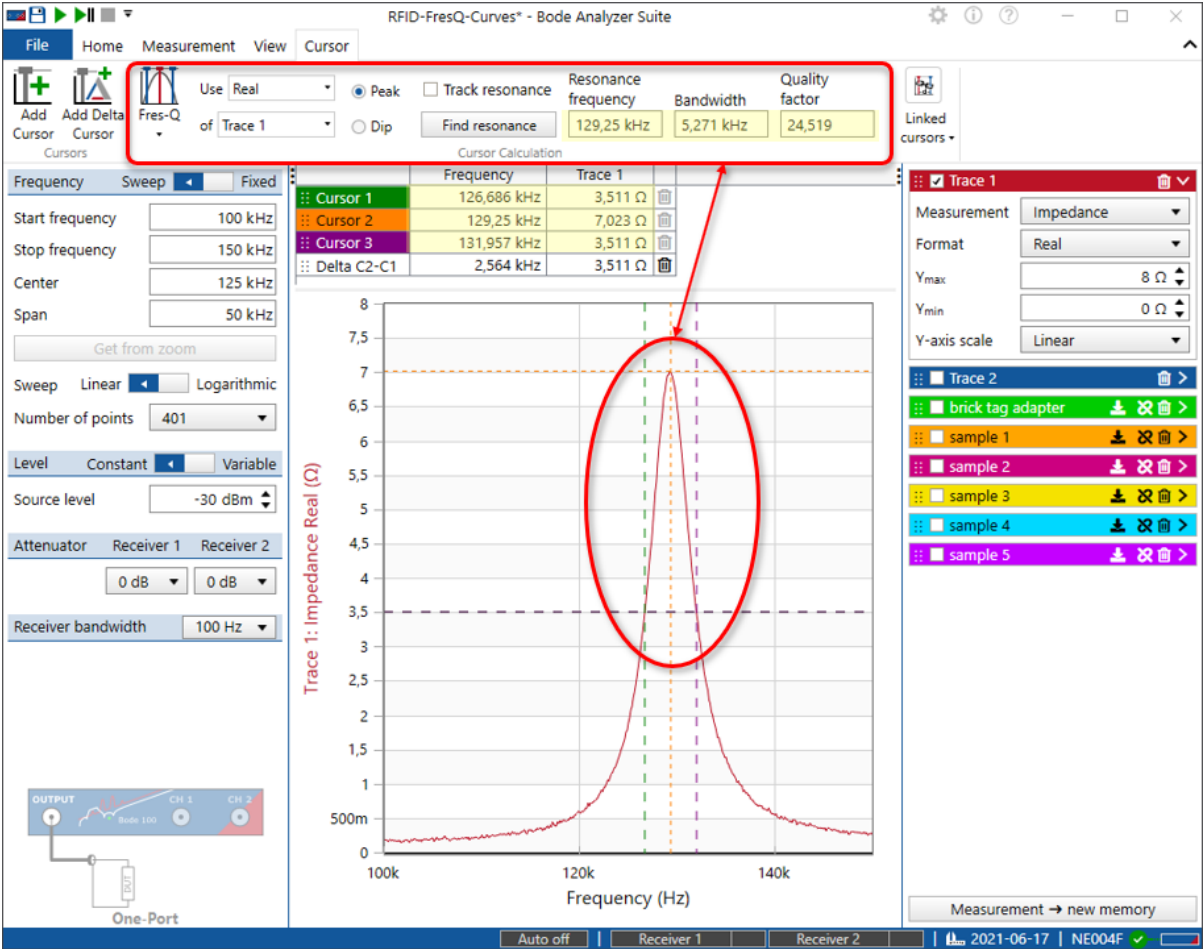 RFID-FresQ-Curves* - Bode Analyzer Suite
File Home Measurement View Cursor
Add Cursor
Add Delta Cursor
Cursors
Fres-Q
Use Real
of Trace 1
Peak
Dip
Track resonance
Find resonance
Resonance frequency
129,25 kHz
Bandwidth
5,271 kHz
Quality factor
24,519
Cursor Calculation
Linked cursors
Frequency Sweep Fixed
Start frequency 100 kHz
Stop frequency 150 kHz
Center 125 kHz
Span 50 kHz
Get from zoom
Sweep Linear Logarithmic
Number of points 401
Level Constant Variable
Source level -30 dBm
Attenuator Receiver 1 Receiver 2
0 dB 0 dB
Receiver bandwidth 100 Hz
OUTPUT CH 1 CH 2
Bode 100
DUT
One-Port
Frequency Trace 1
Cursor 1 126,686 kHz 3,511 Ω
Cursor 2 129,25 kHz 7,023 Ω
Cursor 3 131,957 kHz 3,511 Ω
Delta C2-C1 2,564 kHz 3,511 Ω
Trace 1: Impedance Real (Ω)
8
7,5
7
6,5
6
5,5
5
4,5
4
3,5
3
2,5
2
1,5
1
500m
0
100k 120k 140k
Frequency (Hz)
Trace 1
Measurement Impedance
Format Real
Ymax 8 Ω
Ymin 0 Ω
Y-axis scale Linear
Trace 2
brick tag adapter
sample 1
sample 2
sample 3
sample 4
sample 5
Measurement → new memory
Auto off Receiver 1 Receiver 2 2021-06-17 NE004F